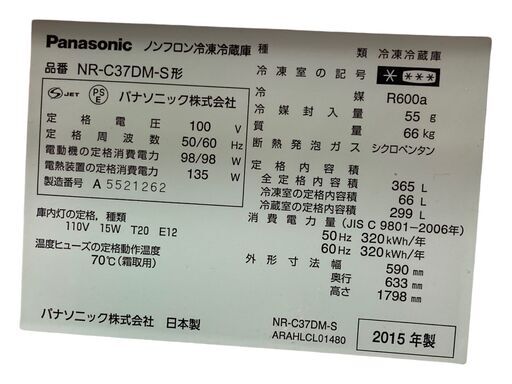 Panasonic ノンフロン冷凍冷蔵庫
品番 NR-C37DM-S形
JET PSE パナソニック株式会社
定格電圧 100 V
定格周波数 50/60 Hz
電動機の定格消費電力 98/98 W
電熱装置の定格消費電力 135 W
製造番号 A 5521262
庫内灯の定格, 種類
110V 15W T20 E12
温度ヒューズの定格動作温度
70℃(霜取用)
パナソニック株式会社 日本製
種類 冷凍冷蔵庫
冷凍室の記号 * ***
冷媒 R600a
冷媒封入量 55 g
質量 66 kg
断熱発泡ガス シクロペンタン
定格内容積
全定格内容積 365 L
冷凍室の定格内容積 66 L
冷蔵室の定格内容積 299 L
消費電力量(JIS C 9801-2006年)
50 Hz 320 kWh/年
60 Hz 320 kWh/年
外形寸法 幅 590 mm
奥行 633 mm
高さ 1798 mm
NR-C37DM-S
ARAHLCL01480
2015年製